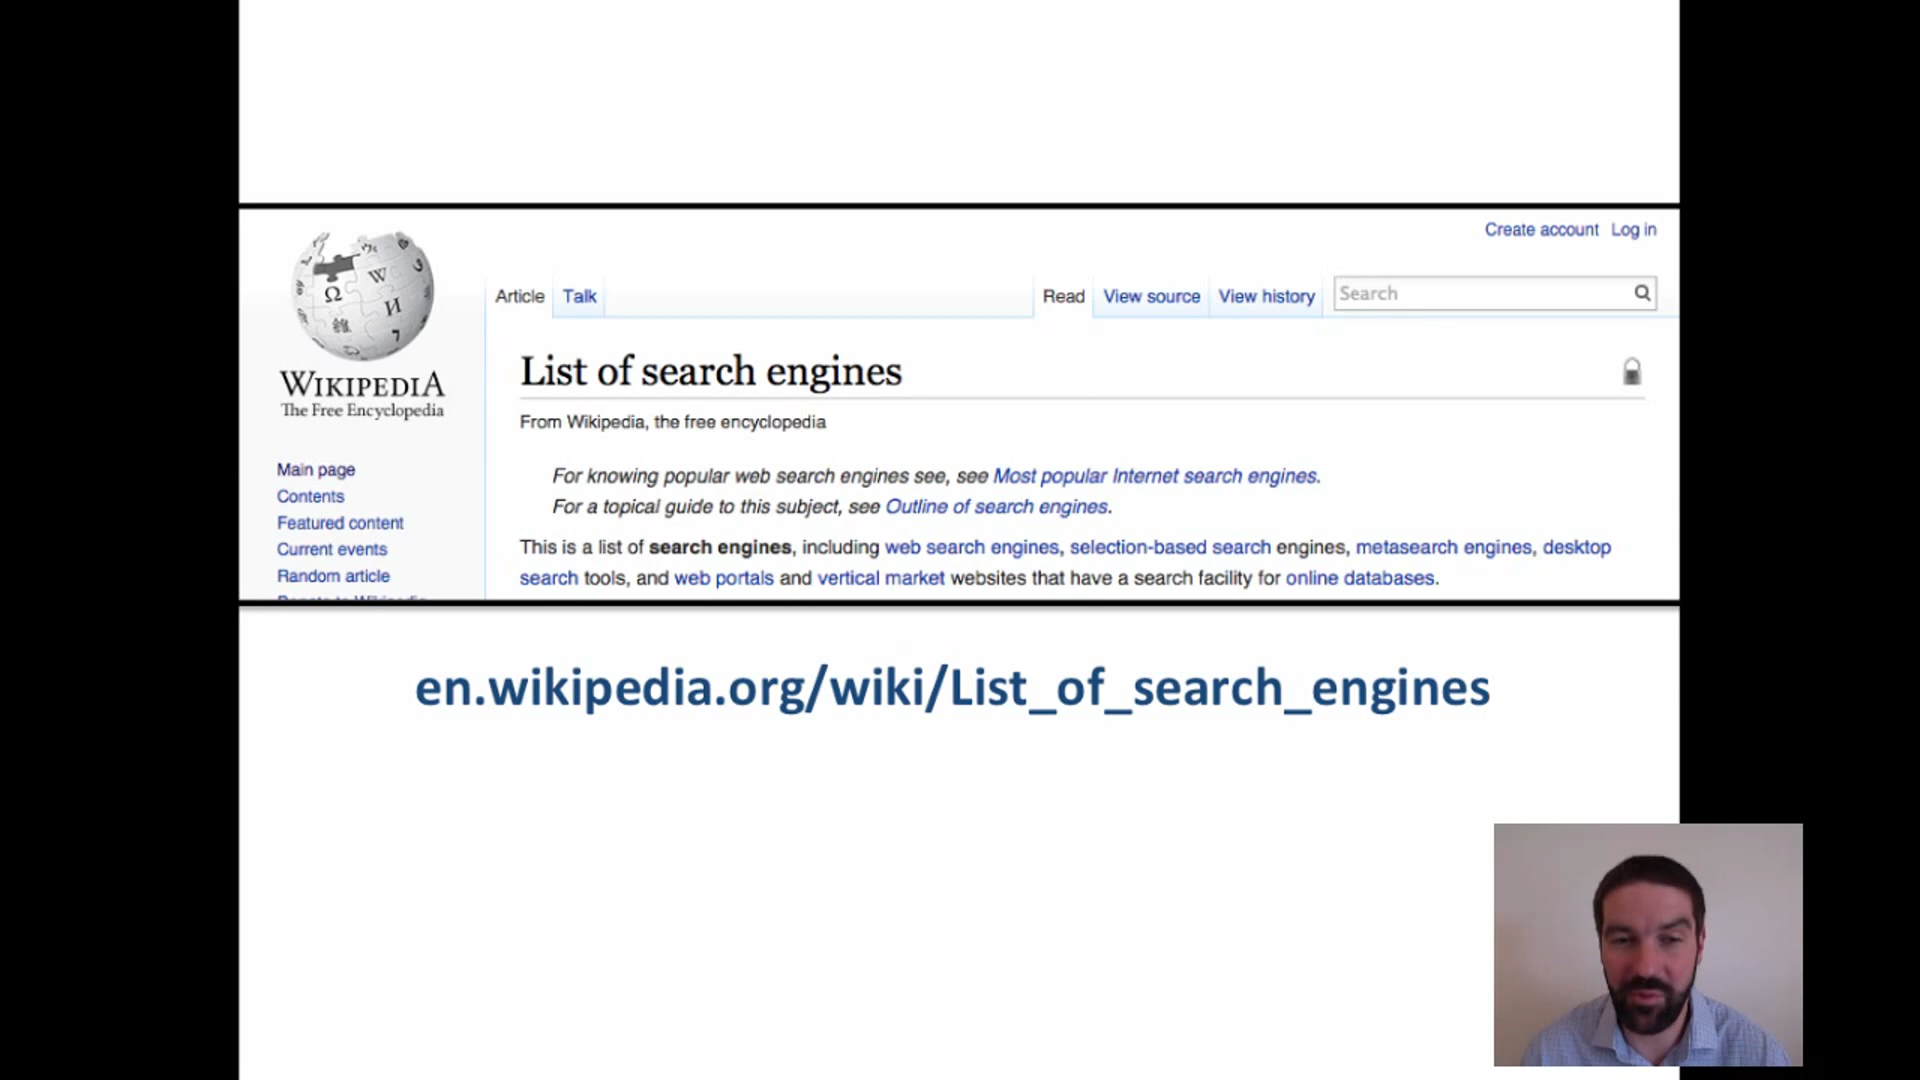 Create account Log in
Article Talk Read View source View history Search
WIKIPEDIA
The Free Encyclopedia
List of search engines
From Wikipedia, the free encyclopedia
For knowing popular web search engines see, see Most popular Internet search engines.
For a topical guide to this subject, see Outline of search engines.
This is a list of search engines, including web search engines, selection-based search engines, metasearch engines, desktop
search tools, and web portals and vertical market websites that have a search facility for online databases.
Main page
Contents
Featured content
Current events
Random article
en.wikipedia.org/wiki/List_of_search_engines